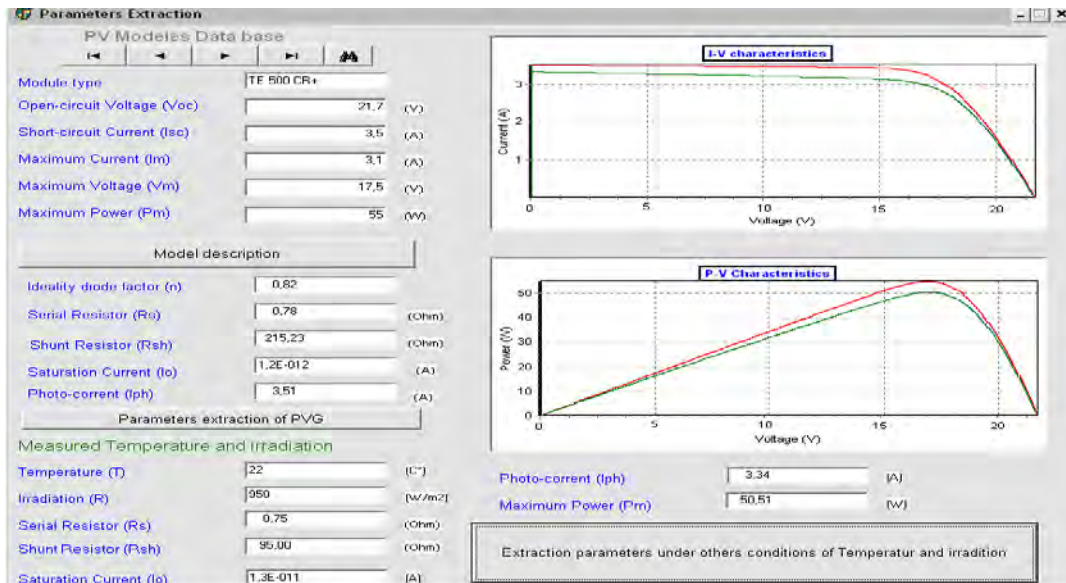 Parameters Extraction
PV Modeles Data base
Module type TE 500 CR+
Open-circuit Voltage (Voc) 21,7 (V)
Short-circuit Current (Isc) 3,5 (A)
Maximum Current (Im) 3,1 (A)
Maximum Voltage (Vm) 17,5 (V)
Maximum Power (Pm) 55 (W)
Model description
Ideality diode factor (n) 0,82
Serial Resistor (Rs) 0,78 (Ohm)
Shunt Resistor (Rsh) 215,23 (Ohm)
Saturation Current (Io) 1,2E-012 (A)
Photo-current (Iph) 3,51 (A)
Parameters extraction of PVG
Measured Temperature and Irradiation
Temperature (T) 22 [C°]
Irradiation (R) 950 [W/m2]
Serial Resistor (Rs) 0,75 (Ohm)
Shunt Resistor (Rsh) 95,00 (Ohm)
Saturation Current (Io) 1,3E-011 [A]
I-V characteristics
Current (A)
3
2
1
0 5 10 15 20
Voltage (V)
P-V Characteristics
Power (W)
50
40
30
20
10
0
0 5 10 15 20
Voltage (V)
Photo-corrent (Iph) 3,34 [A]
Maximum Power (Pm) 50,51 [W]
Extraction parameters under others conditions of Temperatur and irradition